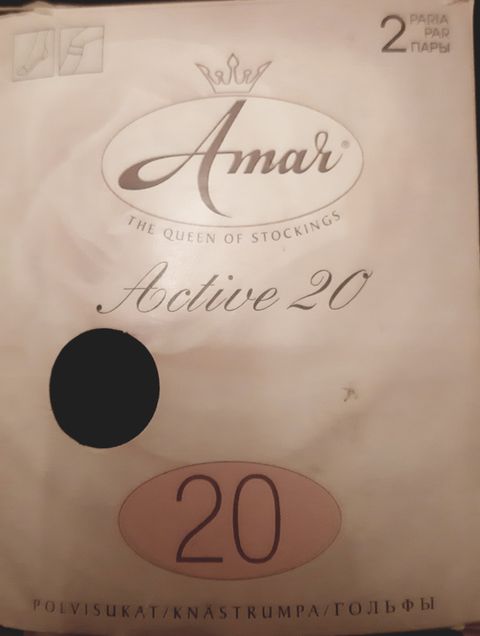 2 PARIA
PAR
ПАРЫ
Amar®
THE QUEEN OF STOCKINGS
Active 20
20
POLVISUKAT/KNÄSTRUMPA/ГОЛЬФЫ